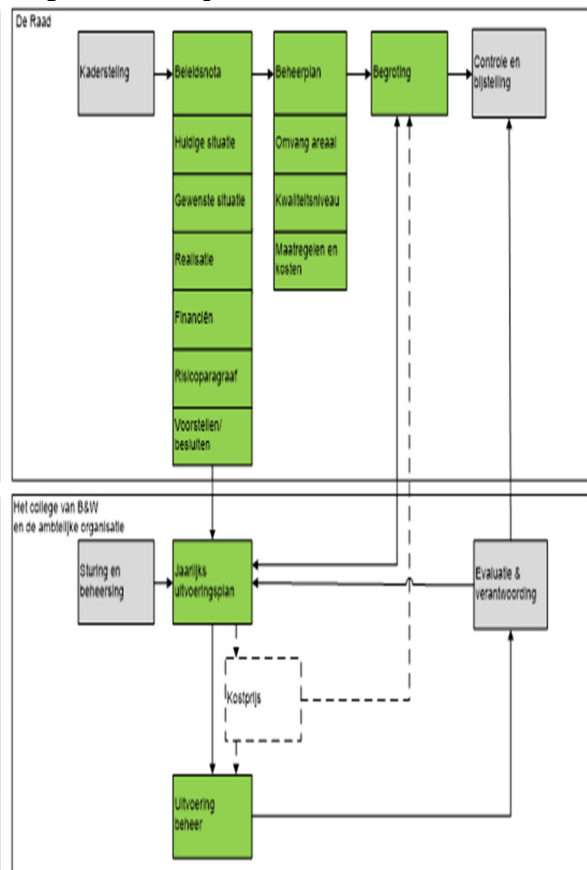 De Raad
Kaderstelling
Beleidsnota
Beheerplan
Begroting
Controle en
bijstelling
Huidige situatie
Omvang areaal
Gewenste situatie
Kwaliteitsniveau
Realisatie
Maatregelen en
kosten
Financiën
Risicoparagraaf
Voorstellen/
besluiten
Het college van B&W
en de ambtelijke organisatie
Sturing en
beheersing
Jaarlijks
uitvoeringsplan
Evaluatie &
verantwoording
Kostprijs
Uitvoering
beheer